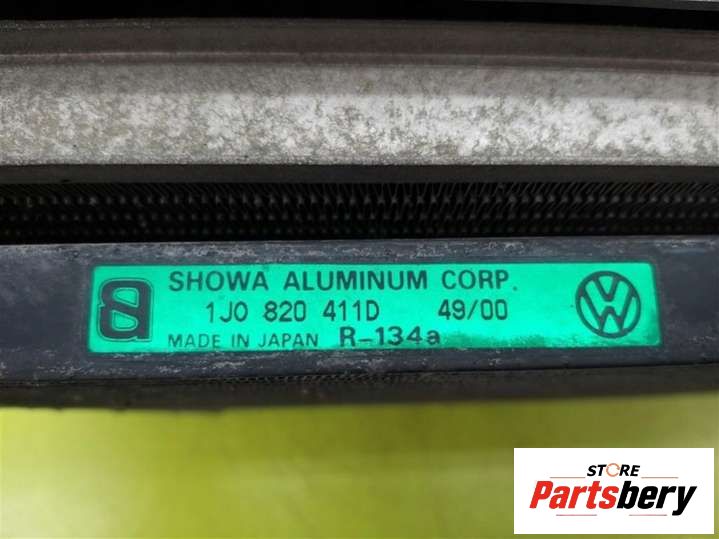 SHOWA ALUMINUM CORP.
1J0 820 411D 49/00
MADE IN JAPAN R-134a
STORE
Partsbery